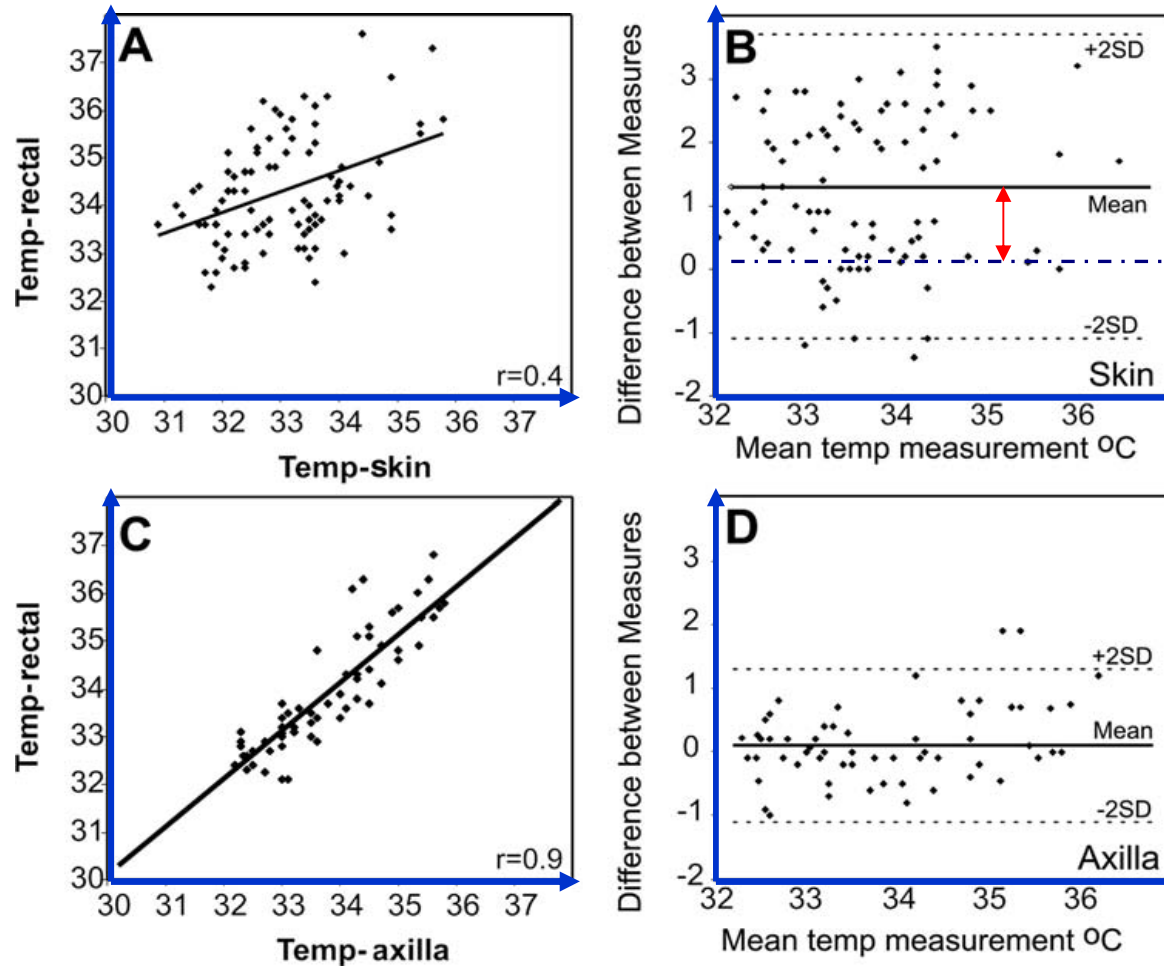 A
Temp-rectal
37
36
35
34
33
32
31
30
30 31 32 33 34 35 36 37
r=0.4
Temp-skin
B
Difference between Measures
3
2
1
0
-1
-2
+2SD
Mean
-2SD
Skin
32 33 34 35 36
Mean temp measurement ºC
C
Temp-rectal
37
36
35
34
33
32
31
30
r=0.9
30 31 32 33 34 35 36 37
Temp-axilla
D
Difference between Measures
3
2
1
0
-1
-2
+2SD
Mean
-2SD
Axilla
32 33 34 35 36
Mean temp measurement ºC